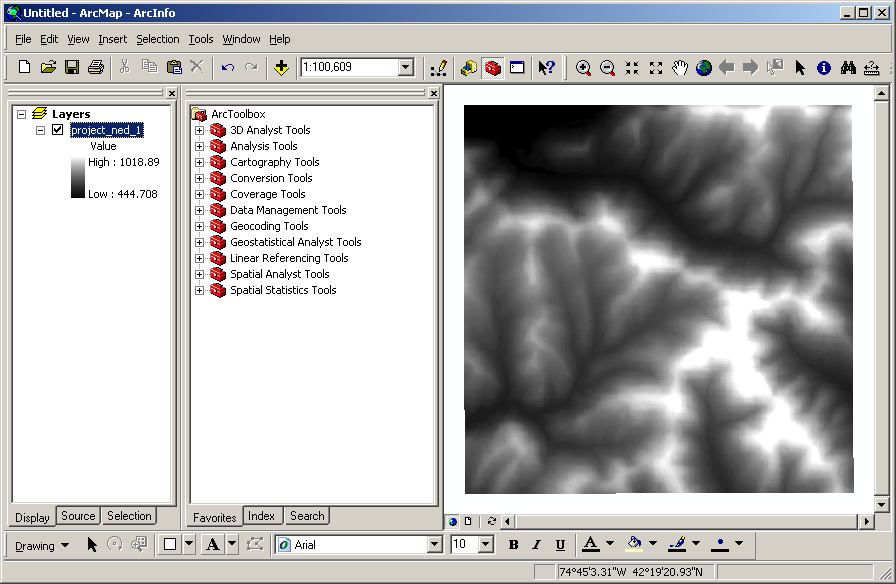 Untitled - ArcMap - ArcInfo
File Edit View Insert Selection Tools Window Help
1:100,609
Layers
project_ned_1
Value
High : 1018.89
Low : 444.708
Display Source Selection
ArcToolbox
3D Analyst Tools
Analysis Tools
Cartography Tools
Conversion Tools
Coverage Tools
Data Management Tools
Geocoding Tools
Geostatistical Analyst Tools
Linear Referencing Tools
Spatial Analyst Tools
Spatial Statistics Tools
Favorites Index Search
Drawing A Arial 10 B I U A
74°45'3.31"W 42°19'20.93"N